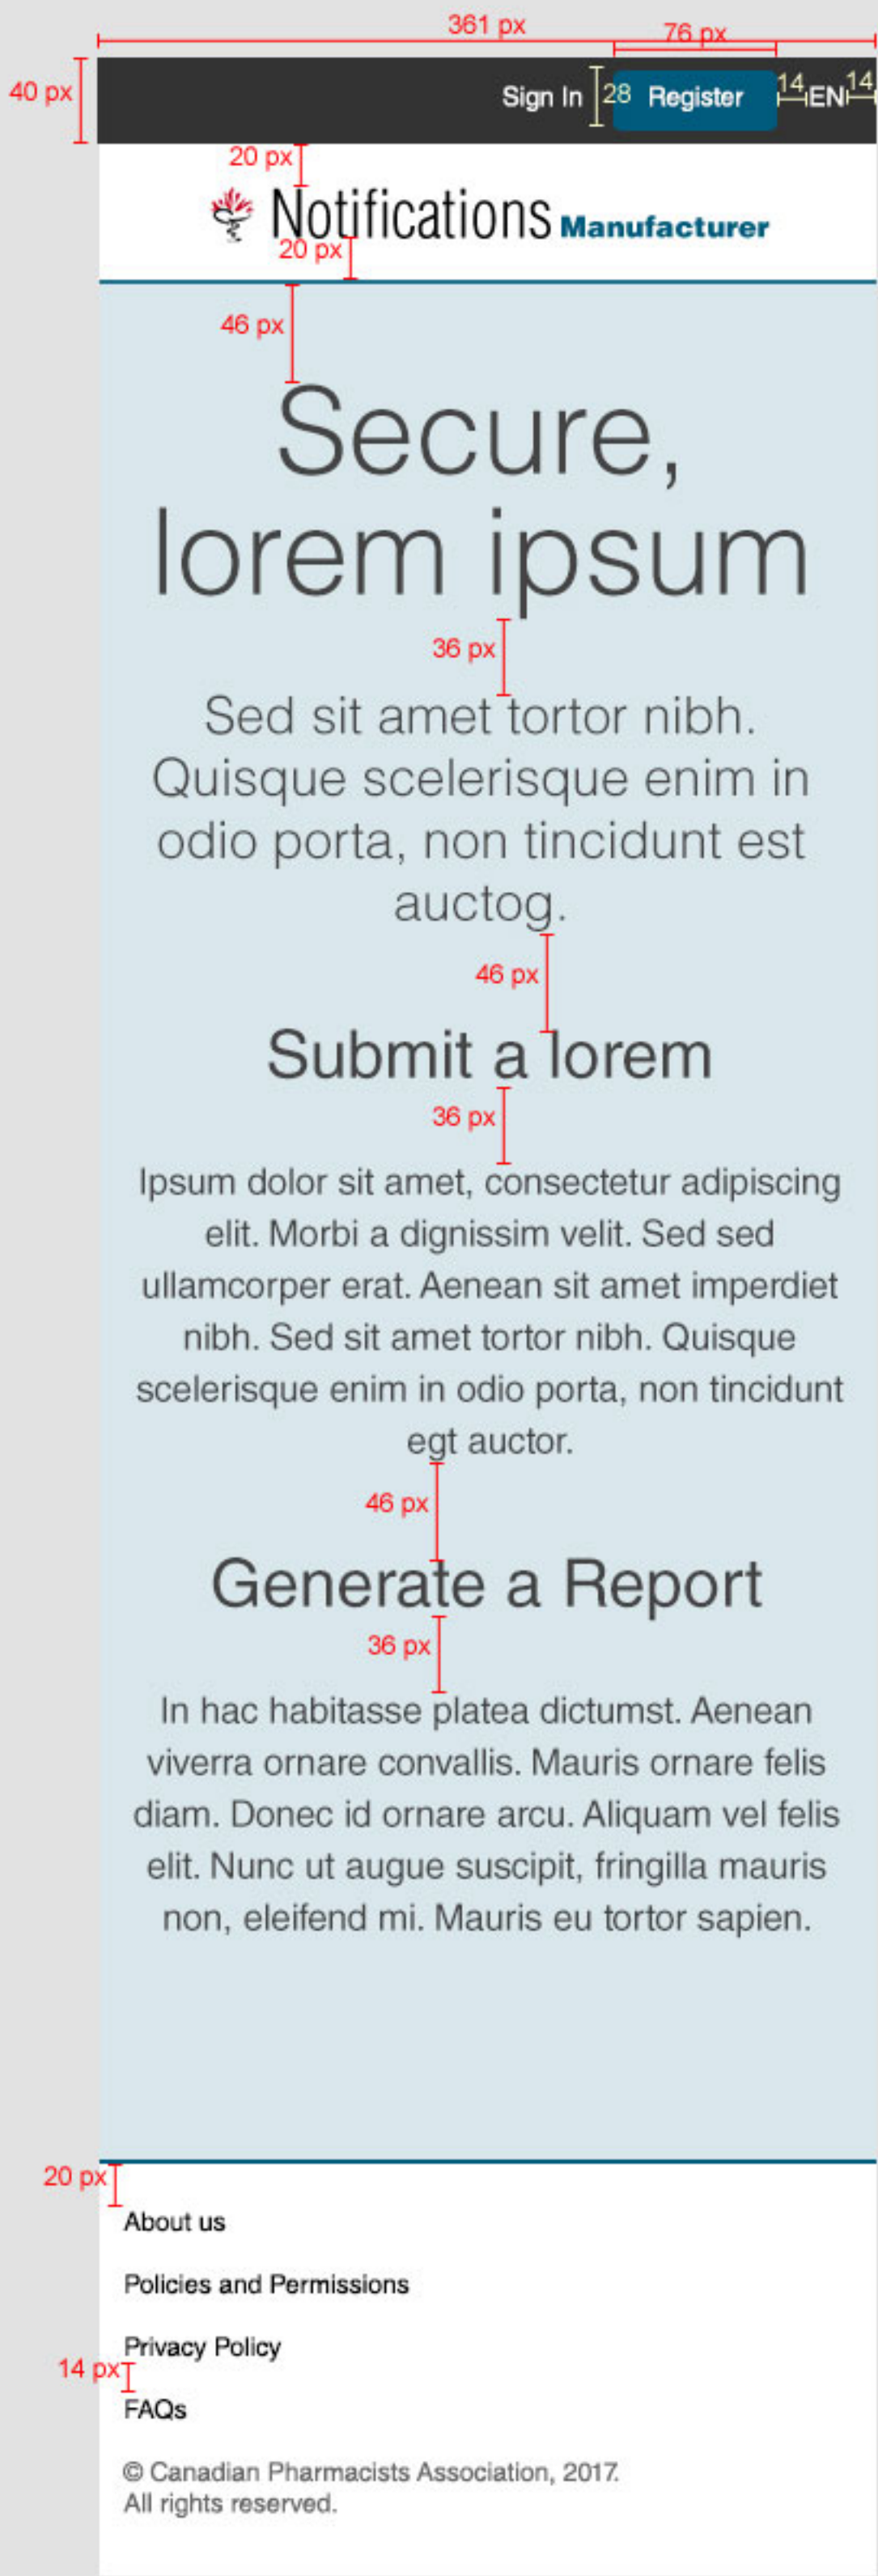 361 px
76 px
40 px
Sign In 28 Register 14 EN 14
20 px
Notifications Manufacturer
20 px
46 px
Secure,
lorem ipsum
36 px
Sed sit amet tortor nibh.
Quisque scelerisque enim in
odio porta, non tincidunt est
auctog.
46 px
Submit a lorem
36 px
Ipsum dolor sit amet, consectetur adipiscing
elit. Morbi a dignissim velit. Sed sed
ullamcorper erat. Aenean sit amet imperdiet
nibh. Sed sit amet tortor nibh. Quisque
scelerisque enim in odio porta, non tincidunt
egt auctor.
46 px
Generate a Report
36 px
In hac habitasse platea dictumst. Aenean
viverra ornare convallis. Mauris ornare felis
diam. Donec id ornare arcu. Aliquam vel felis
elit. Nunc ut augue suscipit, fringilla mauris
non, eleifend mi. Mauris eu tortor sapien.
20 px
About us
Policies and Permissions
Privacy Policy
14 px
FAQs
© Canadian Pharmacists Association, 2017.
All rights reserved.